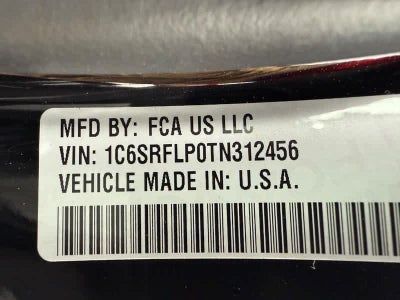 MFD BY: FCA US LLC
VIN: 1C6SRFLP0TN312456
VEHICLE MADE IN: U.S.A.